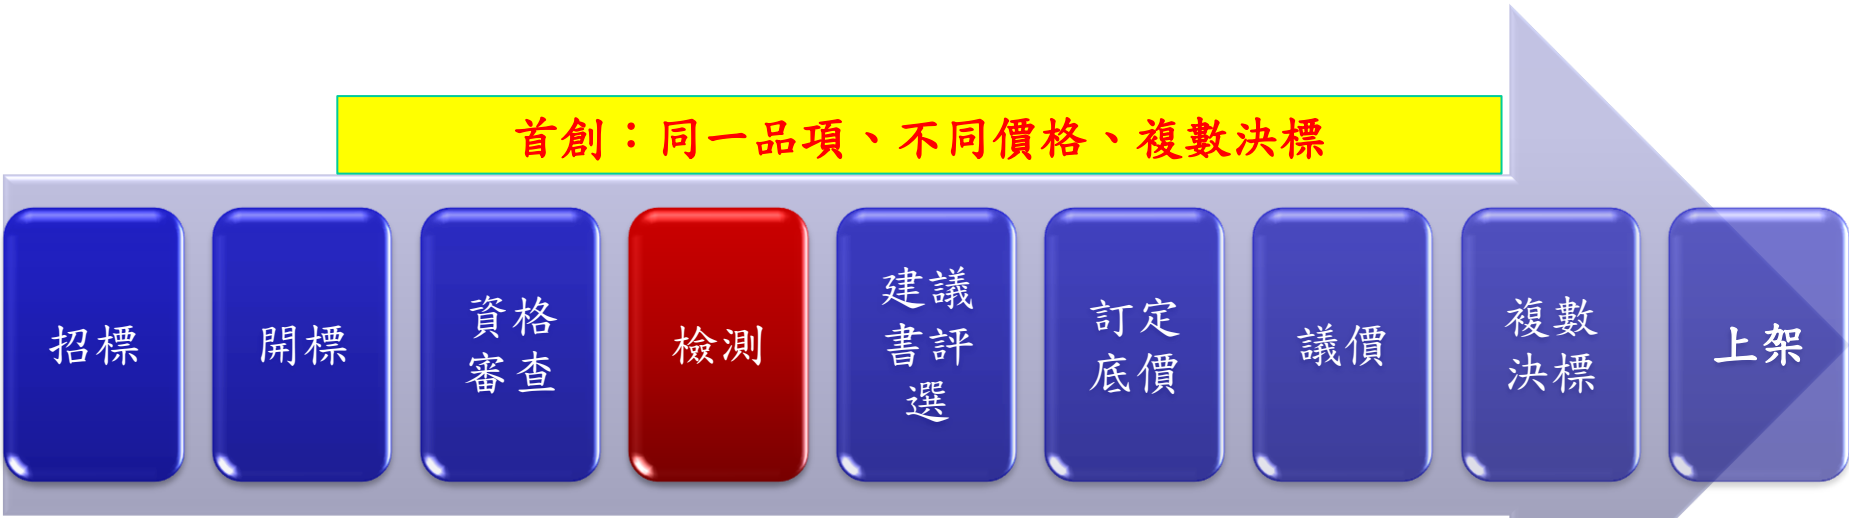 首創：同一品項、不同價格、複數決標
招標
開標
資格
審查
檢測
建議
書評
選
訂定
底價
議價
複數
決標
上架